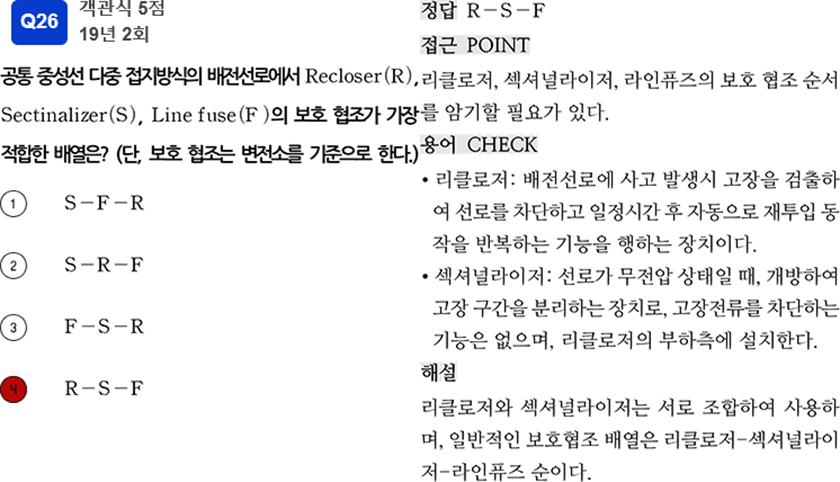 Q26
객관식 5점
19년 2회
공통 중성선 다중 접지방식의 배전선로에서 Recloser(R),
Sectinalizer(S), Line fuse(F )의 보호 협조가 가장
적합한 배열은? (단, 보호 협조는 변전소를 기준으로 한다.)
1 S-F-R
2 S-R-F
3 F-S-R
4 R-S-F
정답 R-S-F
접근 POINT
리클로저, 섹셔널라이저, 라인퓨즈의 보호 협조 순서
를 암기할 필요가 있다.
용어 CHECK
• 리클로저: 배전선로에 사고 발생시 고장을 검출하
여 선로를 차단하고 일정시간 후 자동으로 재투입 동
작을 반복하는 기능을 행하는 장치이다.
• 섹셔널라이저: 선로가 무전압 상태일 때, 개방하여
고장 구간을 분리하는 장치로, 고장전류를 차단하는
기능은 없으며, 리클로저의 부하측에 설치한다.
해설
리클로저와 섹셔널라이저는 서로 조합하여 사용하
며, 일반적인 보호협조 배열은 리클로저-섹셔널라이
저-라인퓨즈 순이다.